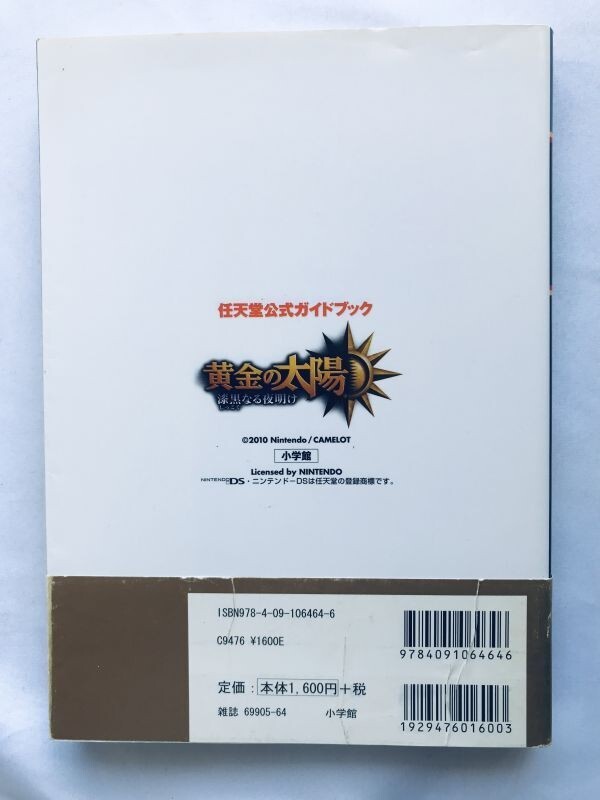 任天堂公式ガイドブック
黄金の太陽
漆黒なる夜明け
しっこく
©2010 Nintendo/CAMELOT
小学館
Licensed by NINTENDO
NINTENDO DS・ニンテンドーDSは任天堂の登録商標です。
ISBN978-4-09-106464-6
C9476 ¥1600E
9784091064646
定価：本体1,600円＋税
雑誌 69905-64 小学館
1929476016003